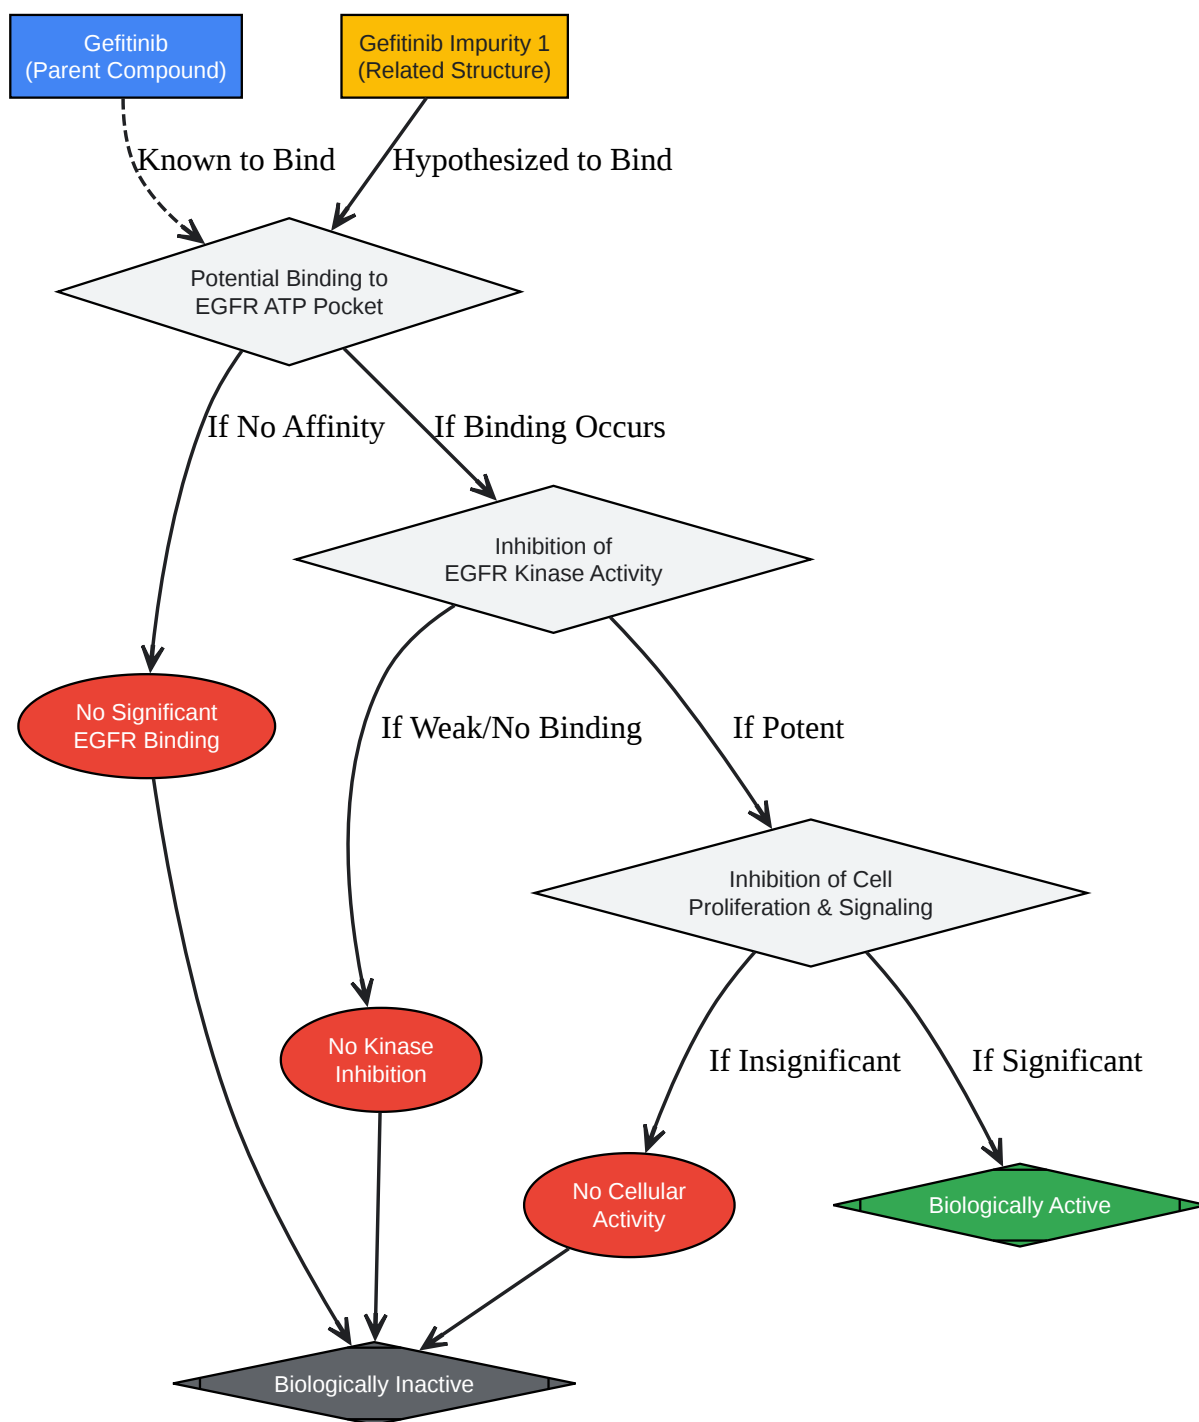 Gefitinib
(Parent Compound)
Gefitinib Impurity 1
(Related Structure)
Known to Bind
Hypothesized to Bind
Potential Binding to
EGFR ATP Pocket
If No Affinity
If Binding Occurs
Inhibition of
EGFR Kinase Activity
No Significant
EGFR Binding
If Weak/No Binding
If Potent
Inhibition of Cell
Proliferation & Signaling
No Kinase
Inhibition
If Insignificant
If Significant
No Cellular
Activity
Biologically Active
Biologically Inactive